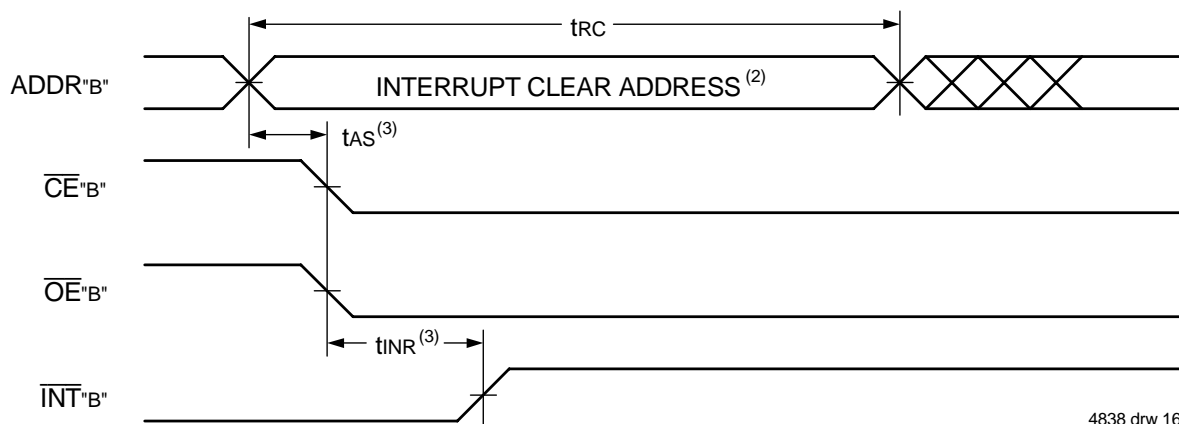 tRC
ADDR"B"
INTERRUPT CLEAR ADDRESS (2)
tAS(3)
CE"B"
OE"B"
tINR(3)
INT"B"
4838 drw 16